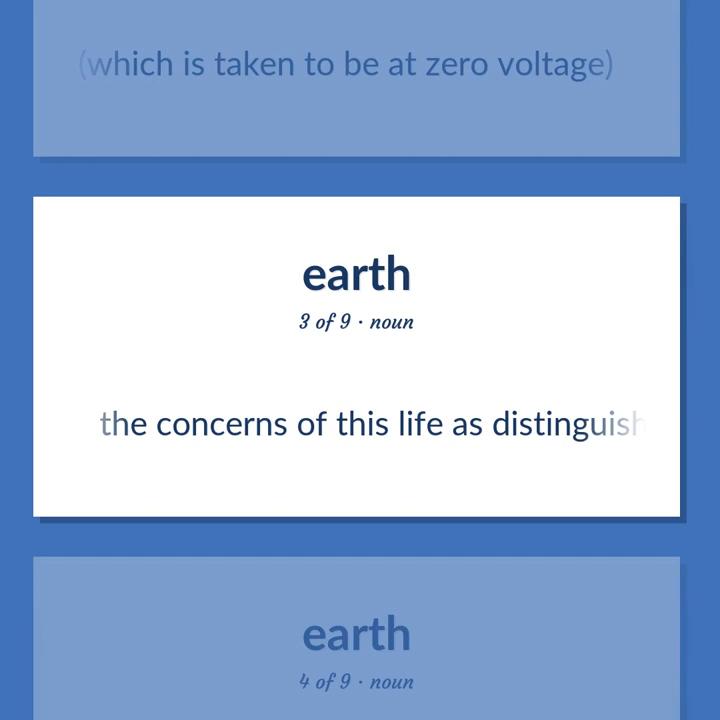 (which is taken to be at zero voltage)
earth
3 of 9 · noun
the concerns of this life as distinguish
earth
4 of 9 · noun